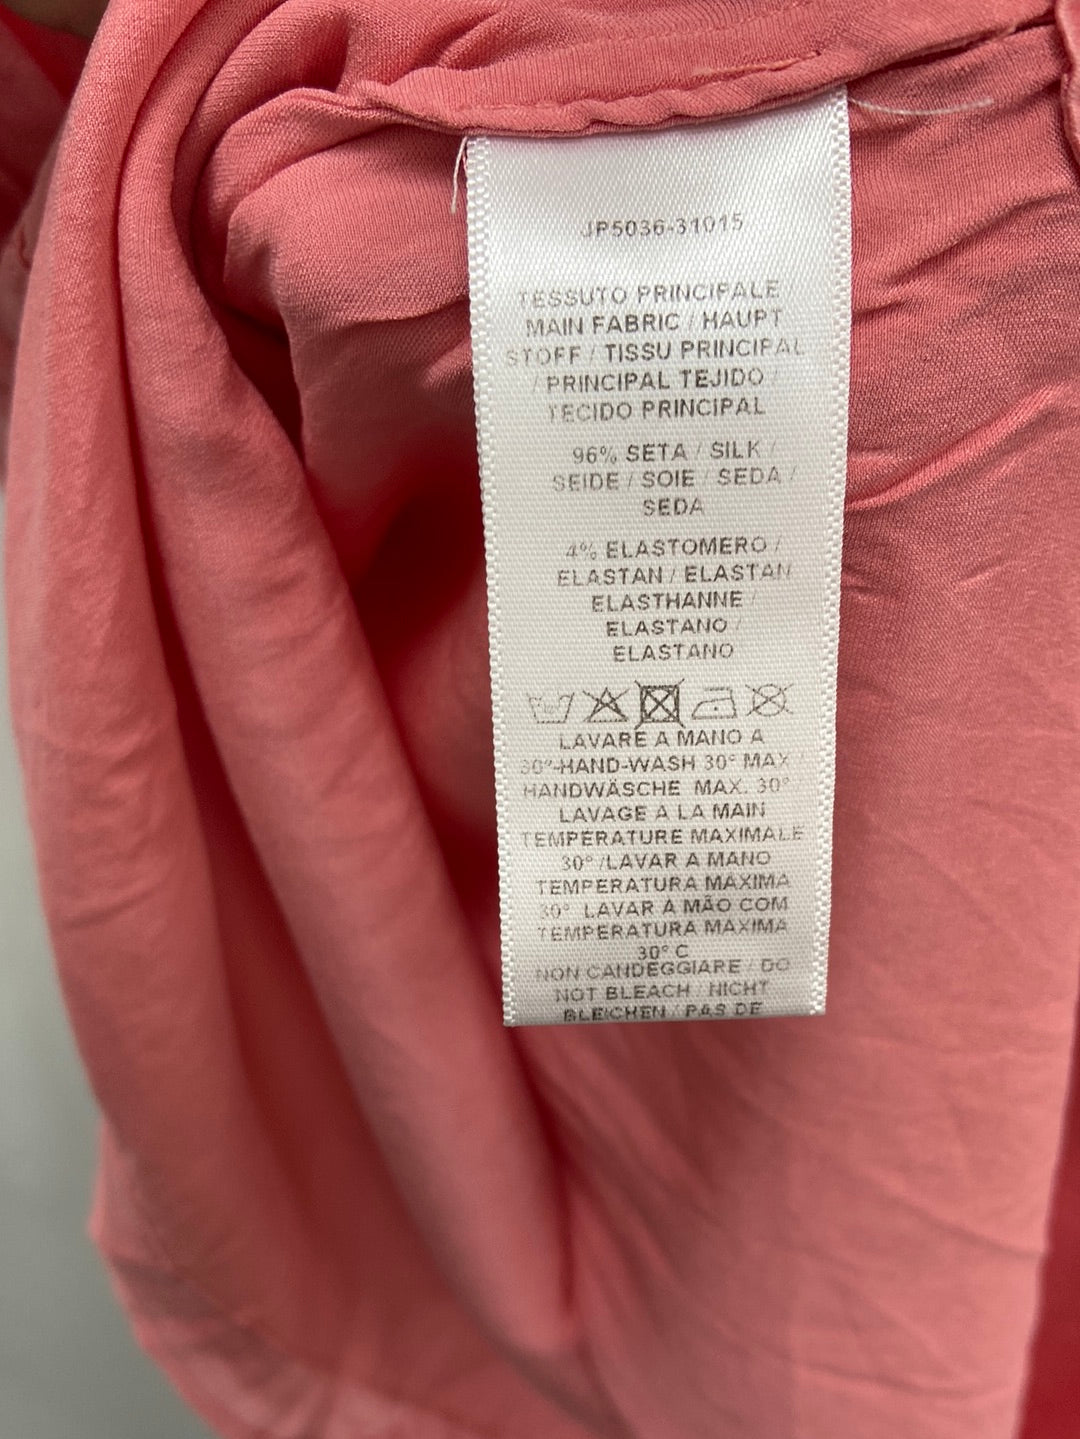 JP5036-31015
TESSUTO PRINCIPALE
MAIN FABRIC / HAUPT
STOFF / TISSU PRINCIPAL
/ PRINCIPAL TEJIDO /
TECIDO PRINCIPAL
96% SETA / SILK /
SEIDE / SOIE / SEDA /
SEDA
4% ELASTOMERO /
ELASTAN / ELASTAN
ELASTHANNE /
ELASTANO /
ELASTANO
LAVARE A MANO A
30°-HAND-WASH 30° MAX /
HANDWÄSCHE MAX. 30°
LAVAGE A LA MAIN
TEMPERATURE MAXIMALE
30° /LAVAR A MANO
TEMPERATURA MAXIMA
30° LAVAR A MÃO COM
TEMPERATURA MAXIMA
30° C
NON CANDEGGIARE / DO
NOT BLEACH / NICHT
BLEICHEN / PAS DE